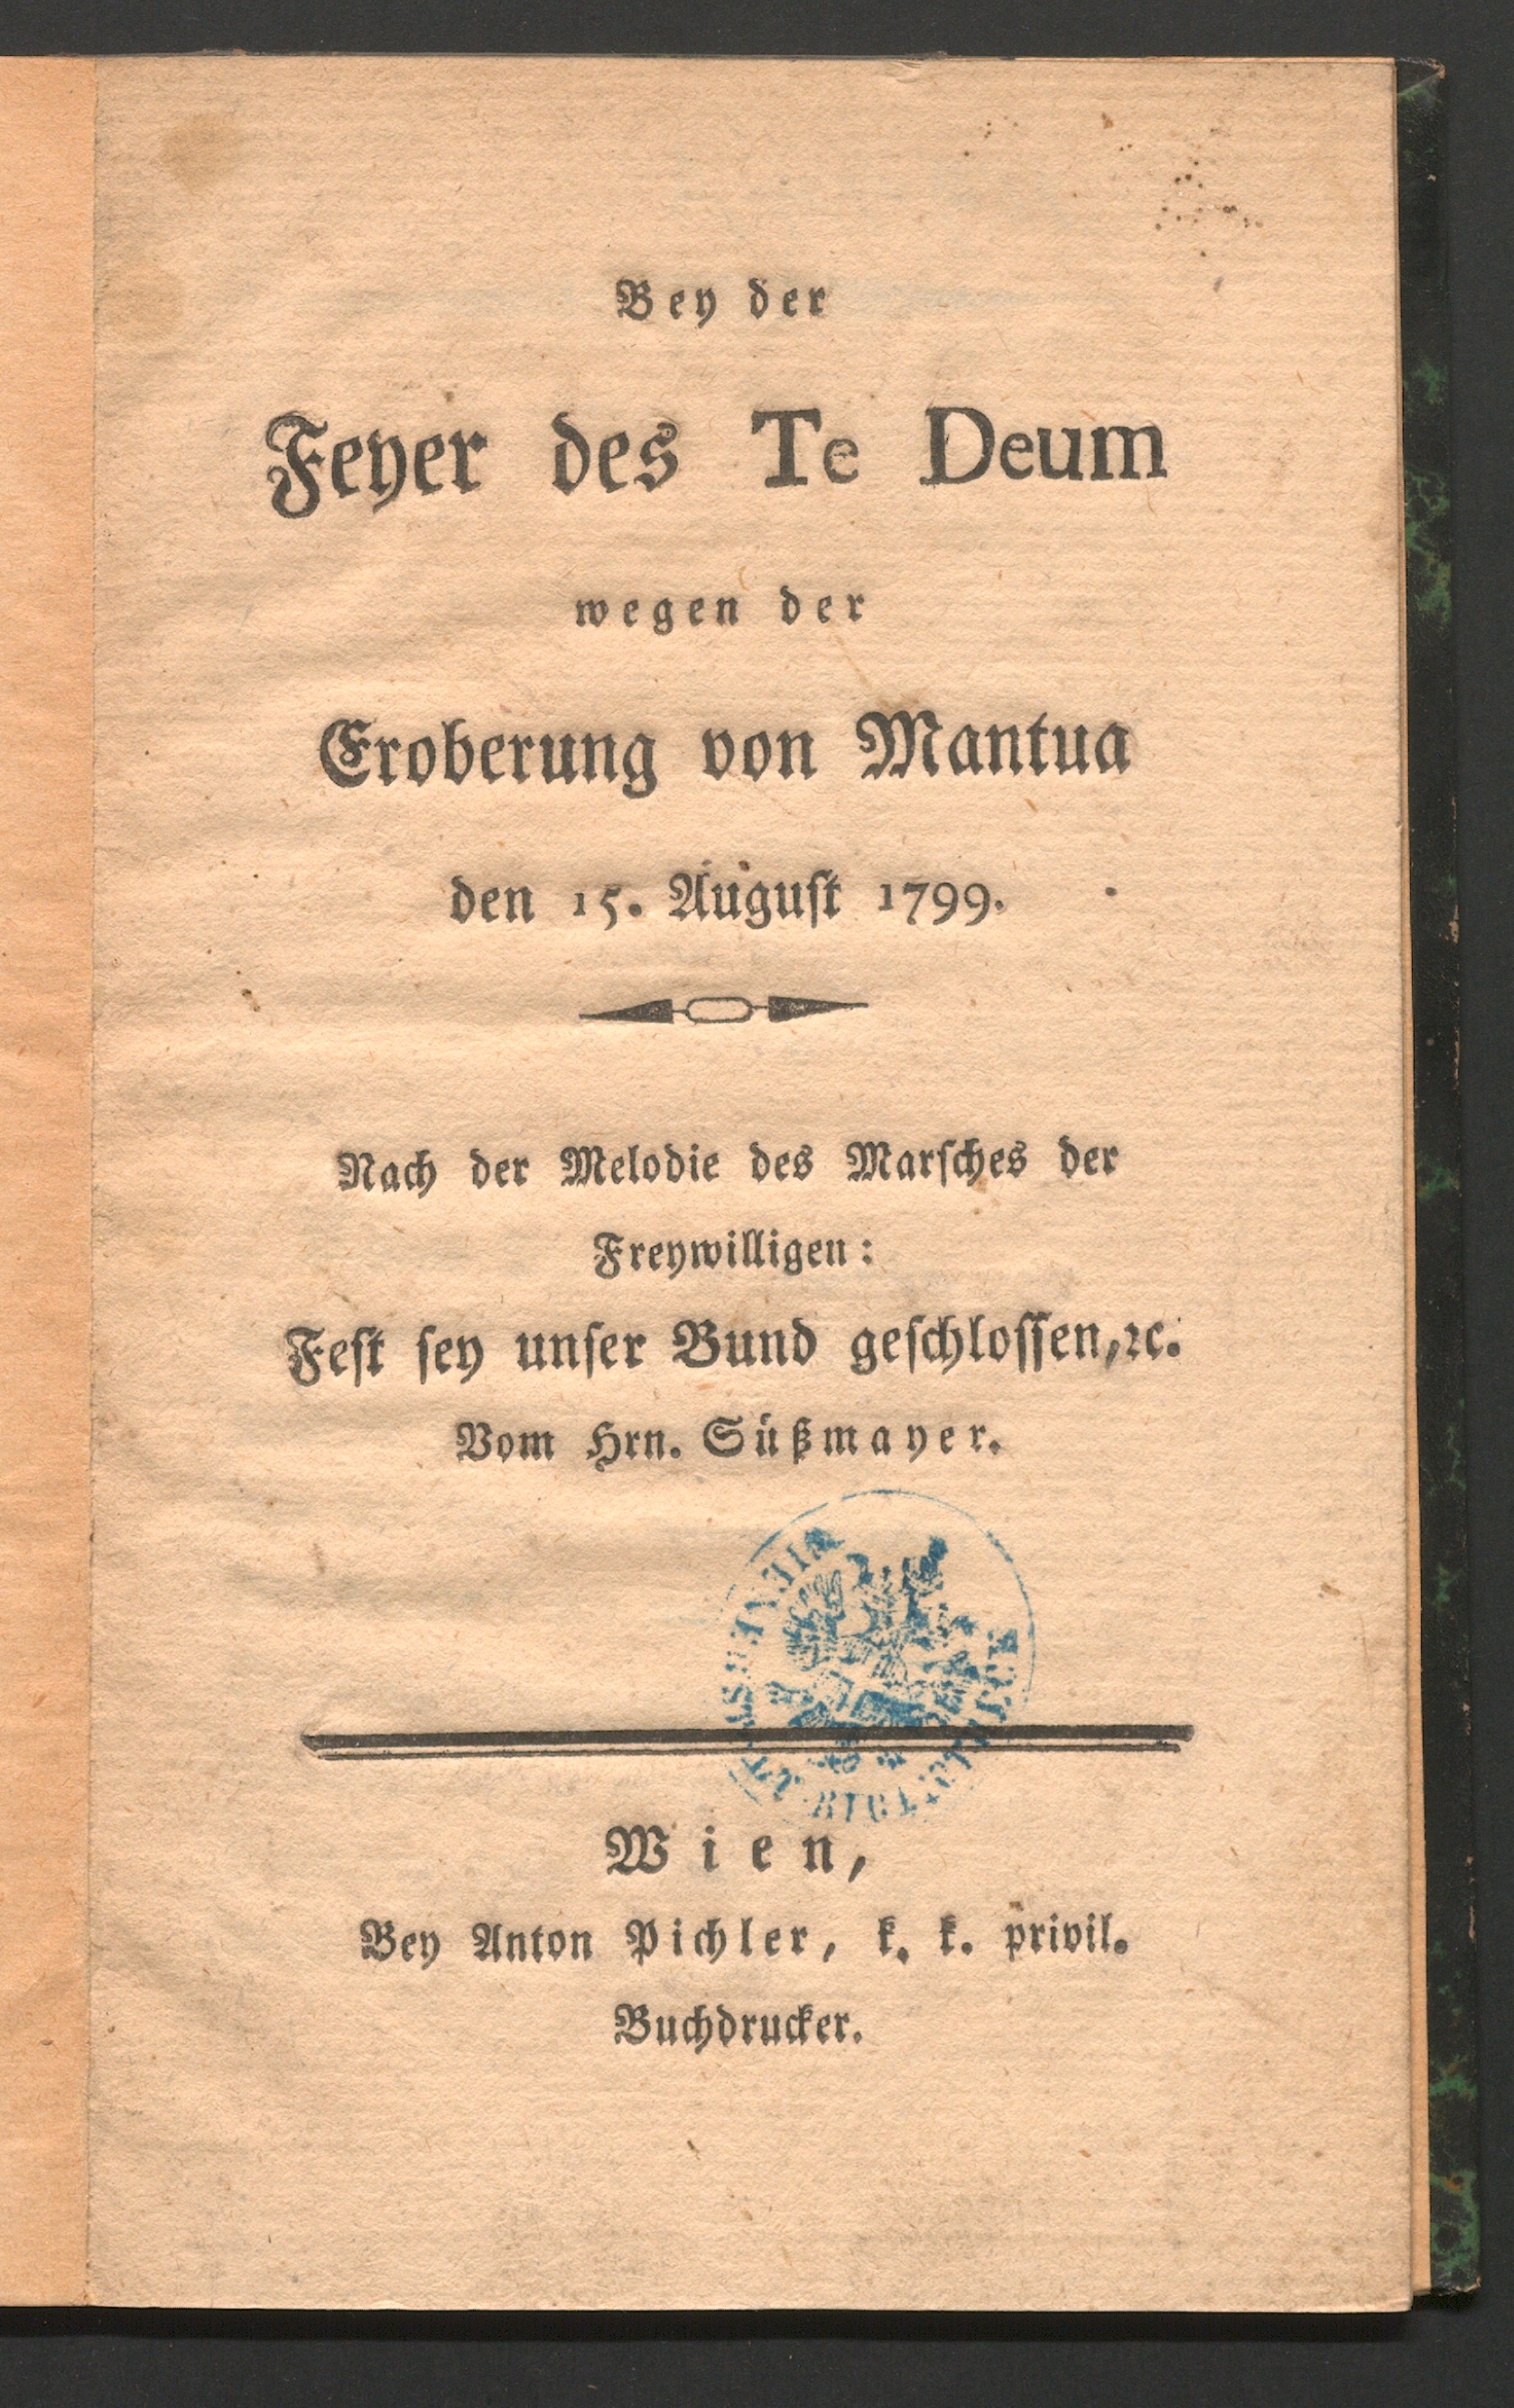 Bey der
Feyer des Te Deum
wegen der
Eroberung von Mantua
den 15. August 1799.
Nach der Melodie des Marsches der
Freywilligen:
Fest sey unser Bund geschlossen, ꝛc.
Vom Hrn. Süßmayer.
Wien,
Bey Anton Pichler, k. k. privil.
Buchdrucker.